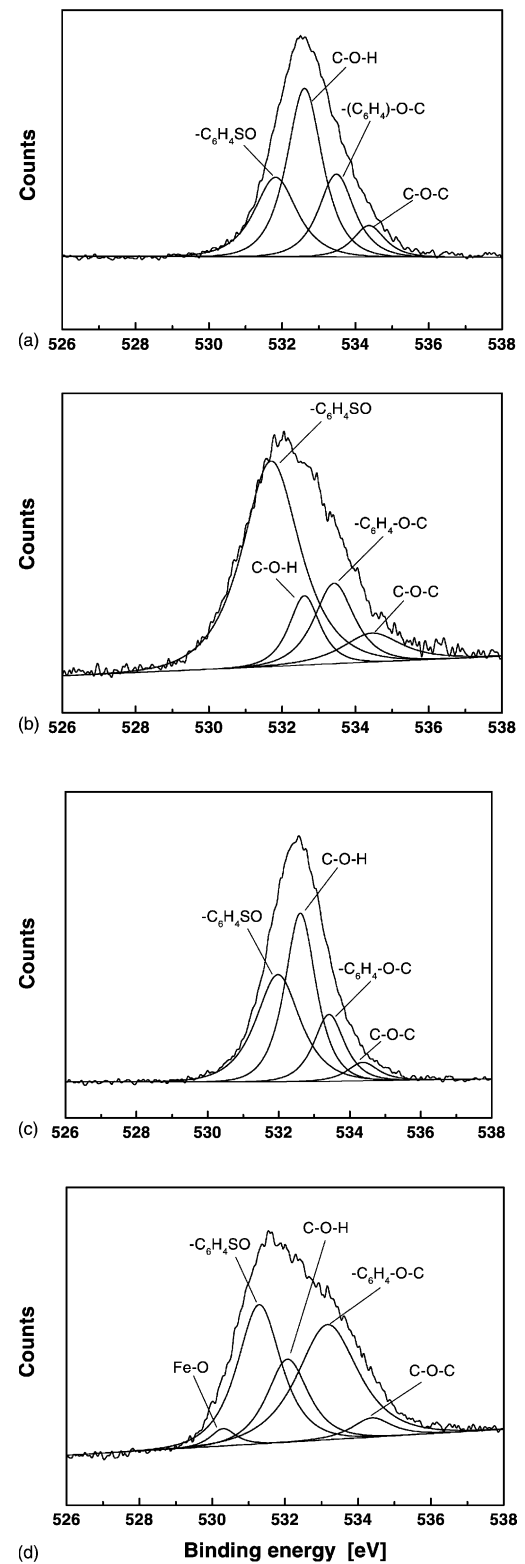 C-O-H
-(C₆H₄)-O-C
-C₆H₄SO
C-O-C
Counts
(a) 526 528 530 532 534 536 538
-C₆H₄SO
-C₆H₄-O-C
C-O-H
C-O-C
Counts
(b) 526 528 530 532 534 536 538
C-O-H
-C₆H₄SO
-C₆H₄-O-C
C-O-C
Counts
(c) 526 528 530 532 534 536 538
C-O-H
-C₆H₄SO
-C₆H₄-O-C
Fe-O
C-O-C
Counts
526 528 530 532 534 536 538
(d) Binding energy [eV]